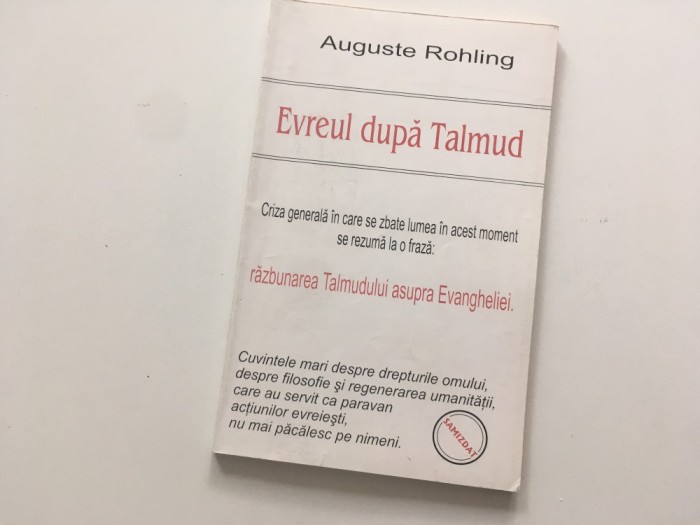 Auguste Rohling
Evreul după Talmud
Criza generală în care se zbate lumea în acest moment
se rezumă la o frază:
răzbunarea Talmudului asupra Evangheliei.
Cuvintele mari despre drepturile omului,
despre filosofie şi regenerarea umanităţii,
care au servit ca paravan
acţiunilor evreieşti,
nu mai păcălesc pe nimeni.
SAMIZDAT